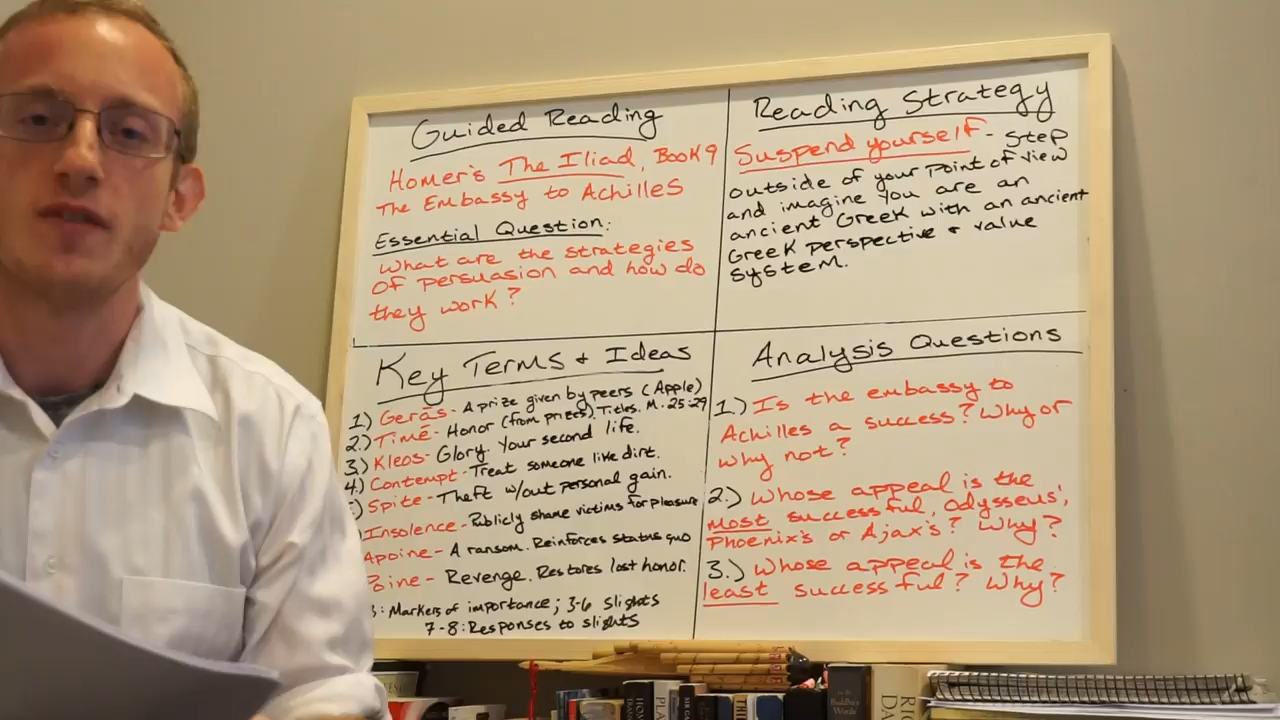 Guided Reading
Homer's The Iliad, Book 9
The Embassy to Achilles
Essential Question:
What are the strategies
of persuasion and how do
they work?
Reading Strategy
Suspend yourself - Step
outside of your point of view
and imagine you are an
ancient Greek with an ancient
Greek perspective + value
system.
Key Terms + Ideas
1.) Gerās - A prize given by peers (Apple)
2.) Timē - Honor (from prizes) Titles. M. 25:29
3.) Kleos - Glory. Your second life.
4.) Contempt - Treat someone like dirt.
) Spite - Theft w/out personal gain.
) Insolence - Publicly shame victims for pleasure
Apoine - A ransom. Reinforces status quo
Poine - Revenge. Restores lost honor.
3: Markers of importance; 3-6 slights
7-8: Responses to slights
Analysis Questions
1.) Is the embassy to
Achilles a success? Why or
why not?
2.) Whose appeal is the
most successful, Odysseus',
Phoenix's or Ajax's? Why?
3.) Whose appeal is the
least successful? Why?